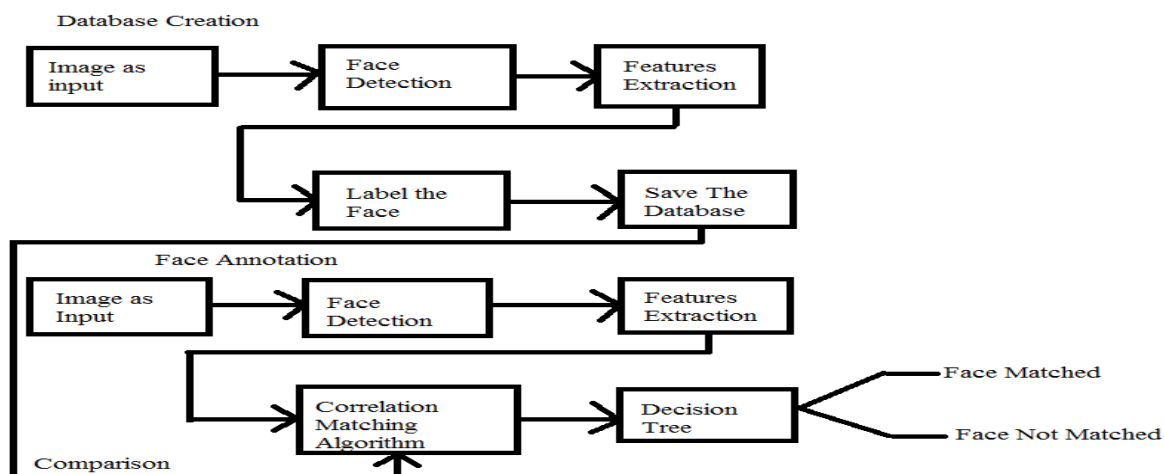 Database Creation
Image as
input
Face
Detection
Features
Extraction
Label the
Face
Save The
Database
Face Annotation
Image as
Input
Face
Detection
Features
Extraction
Correlation
Matching
Algorithm
Decision
Tree
Face Matched
Face Not Matched
Comparison